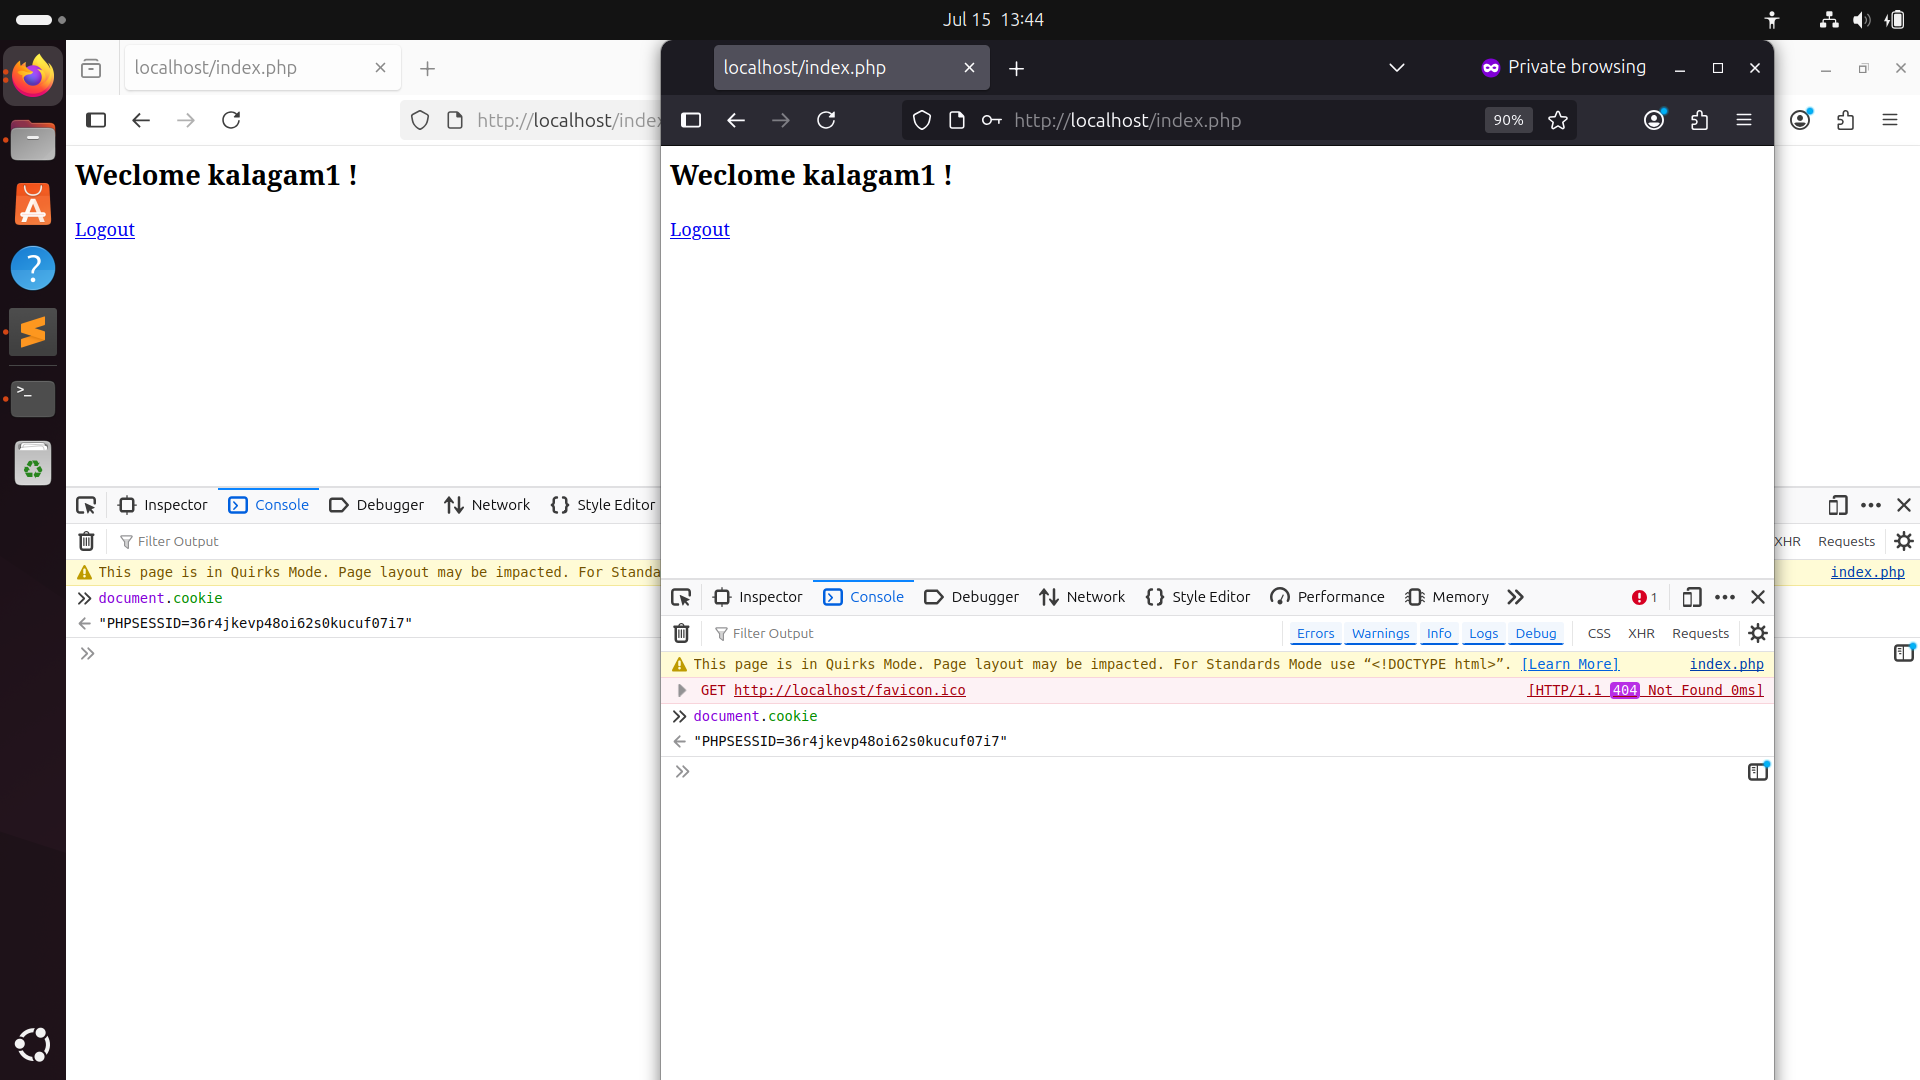 Jul 15 13:44
localhost/index.php
http://localhost/inde
Weclome kalagam1 !
Logout
Inspector
Console
Debugger
Network
Style Editor
Filter Output
This page is in Quirks Mode. Page layout may be impacted. For Standa
document.cookie
"PHPSESSID=36r4jkevp48oi62s0kucuf07i7"
localhost/index.php
Private browsing
http://localhost/index.php
90%
Weclome kalagam1 !
Logout
Inspector
Console
Debugger
Network
Style Editor
Performance
Memory
1
Filter Output
Errors
Warnings
Info
Logs
Debug
CSS
XHR
Requests
This page is in Quirks Mode. Page layout may be impacted. For Standards Mode use “<!DOCTYPE html>”. [Learn More] index.php
GET http://localhost/favicon.ico [HTTP/1.1 404 Not Found 0ms]
document.cookie
"PHPSESSID=36r4jkevp48oi62s0kucuf07i7"
XHR
Requests
index.php